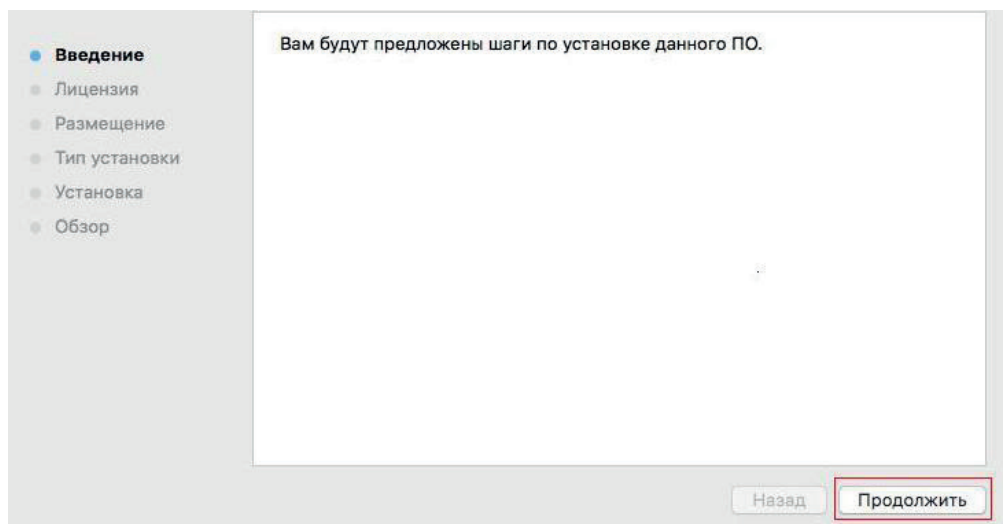 Введение
Лицензия
Размещение
Тип установки
Установка
Обзор
Вам будут предложены шаги по установке данного ПО.
Назад
Продолжить